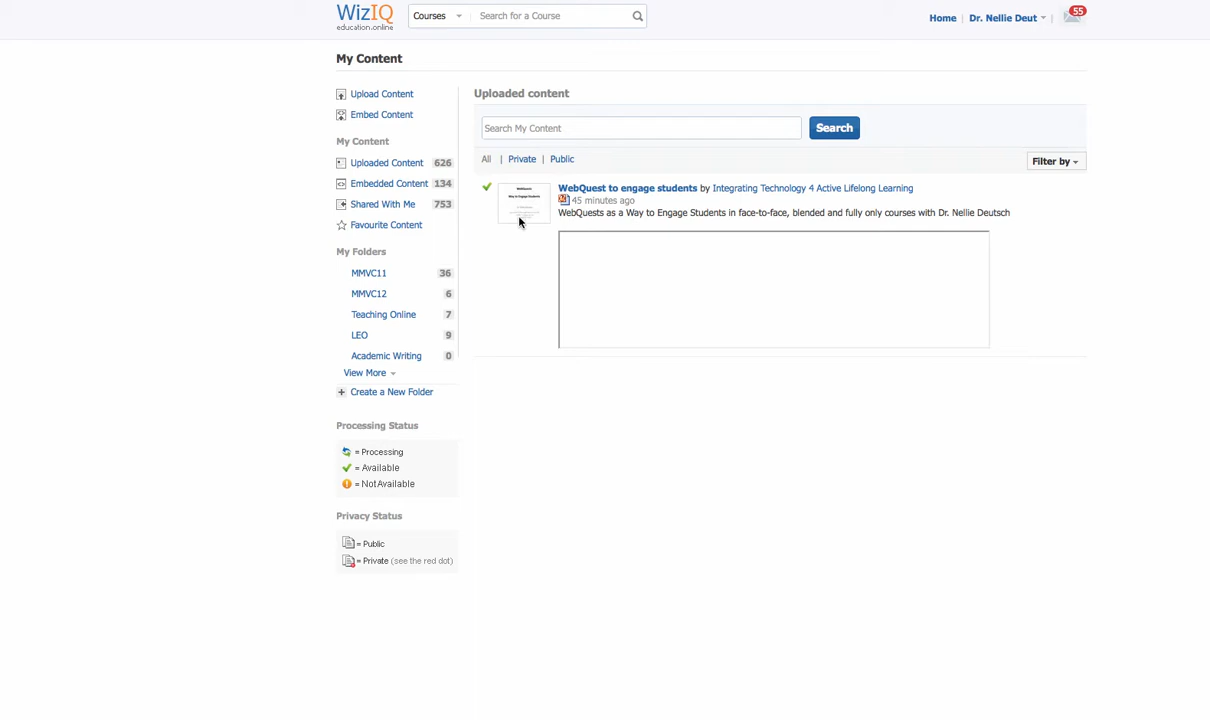 WizIQ
education.online
Courses
Search for a Course
Home | Dr. Nellie Deut
55
My Content
Upload Content
Embed Content
My Content
Uploaded Content 626
Embedded Content 134
Shared With Me 753
Favourite Content
My Folders
MMVC11 36
MMVC12 6
Teaching Online 7
LEO 9
Academic Writing 0
View More
Create a New Folder
Processing Status
= Processing
= Available
= NotAvailable
Privacy Status
= Public
= Private (see the red dot)
Uploaded content
Search My Content
Search
All | Private | Public
Filter by
WebQuest to engage students by Integrating Technology 4 Active Lifelong Learning
45 minutes ago
WebQuests as a Way to Engage Students in face-to-face, blended and fully only courses with Dr. Nellie Deutsch